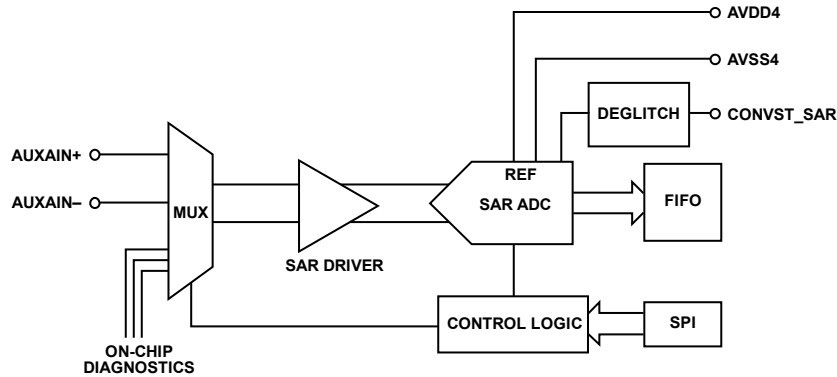 AVDD4
AVSS4
DEGLITCH
CONVST_SAR
AUXAIN+
AUXAIN–
MUX
REF
SAR ADC
FIFO
SAR DRIVER
CONTROL LOGIC
SPI
ON-CHIP
DIAGNOSTICS